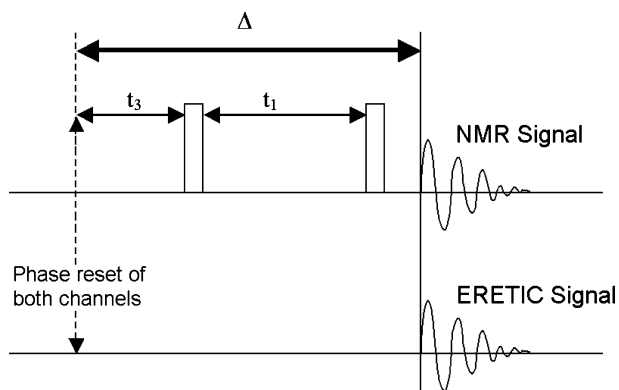 Δ
t₃
t₁
NMR Signal
Phase reset of
both channels
ERETIC Signal